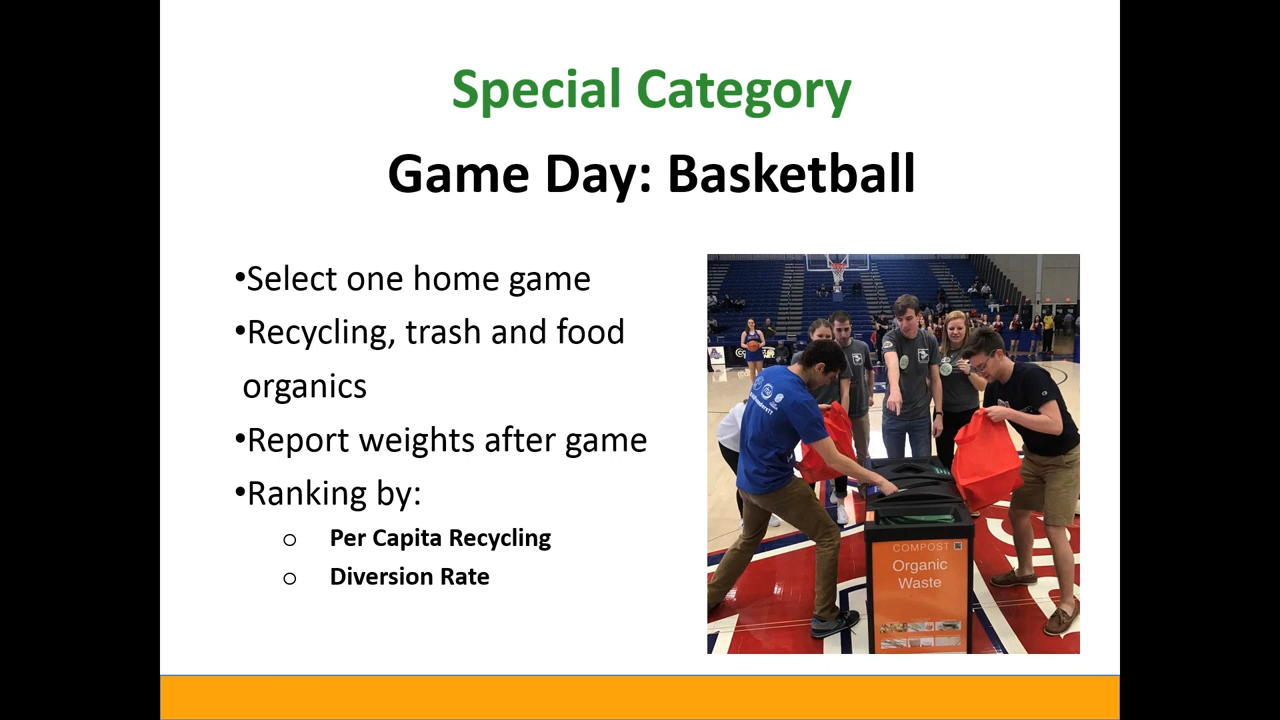 Special Category
Game Day: Basketball
•Select one home game
•Recycling, trash and food
organics
•Report weights after game
•Ranking by:
o Per Capita Recycling
o Diversion Rate
COMPOST
Organic
Waste